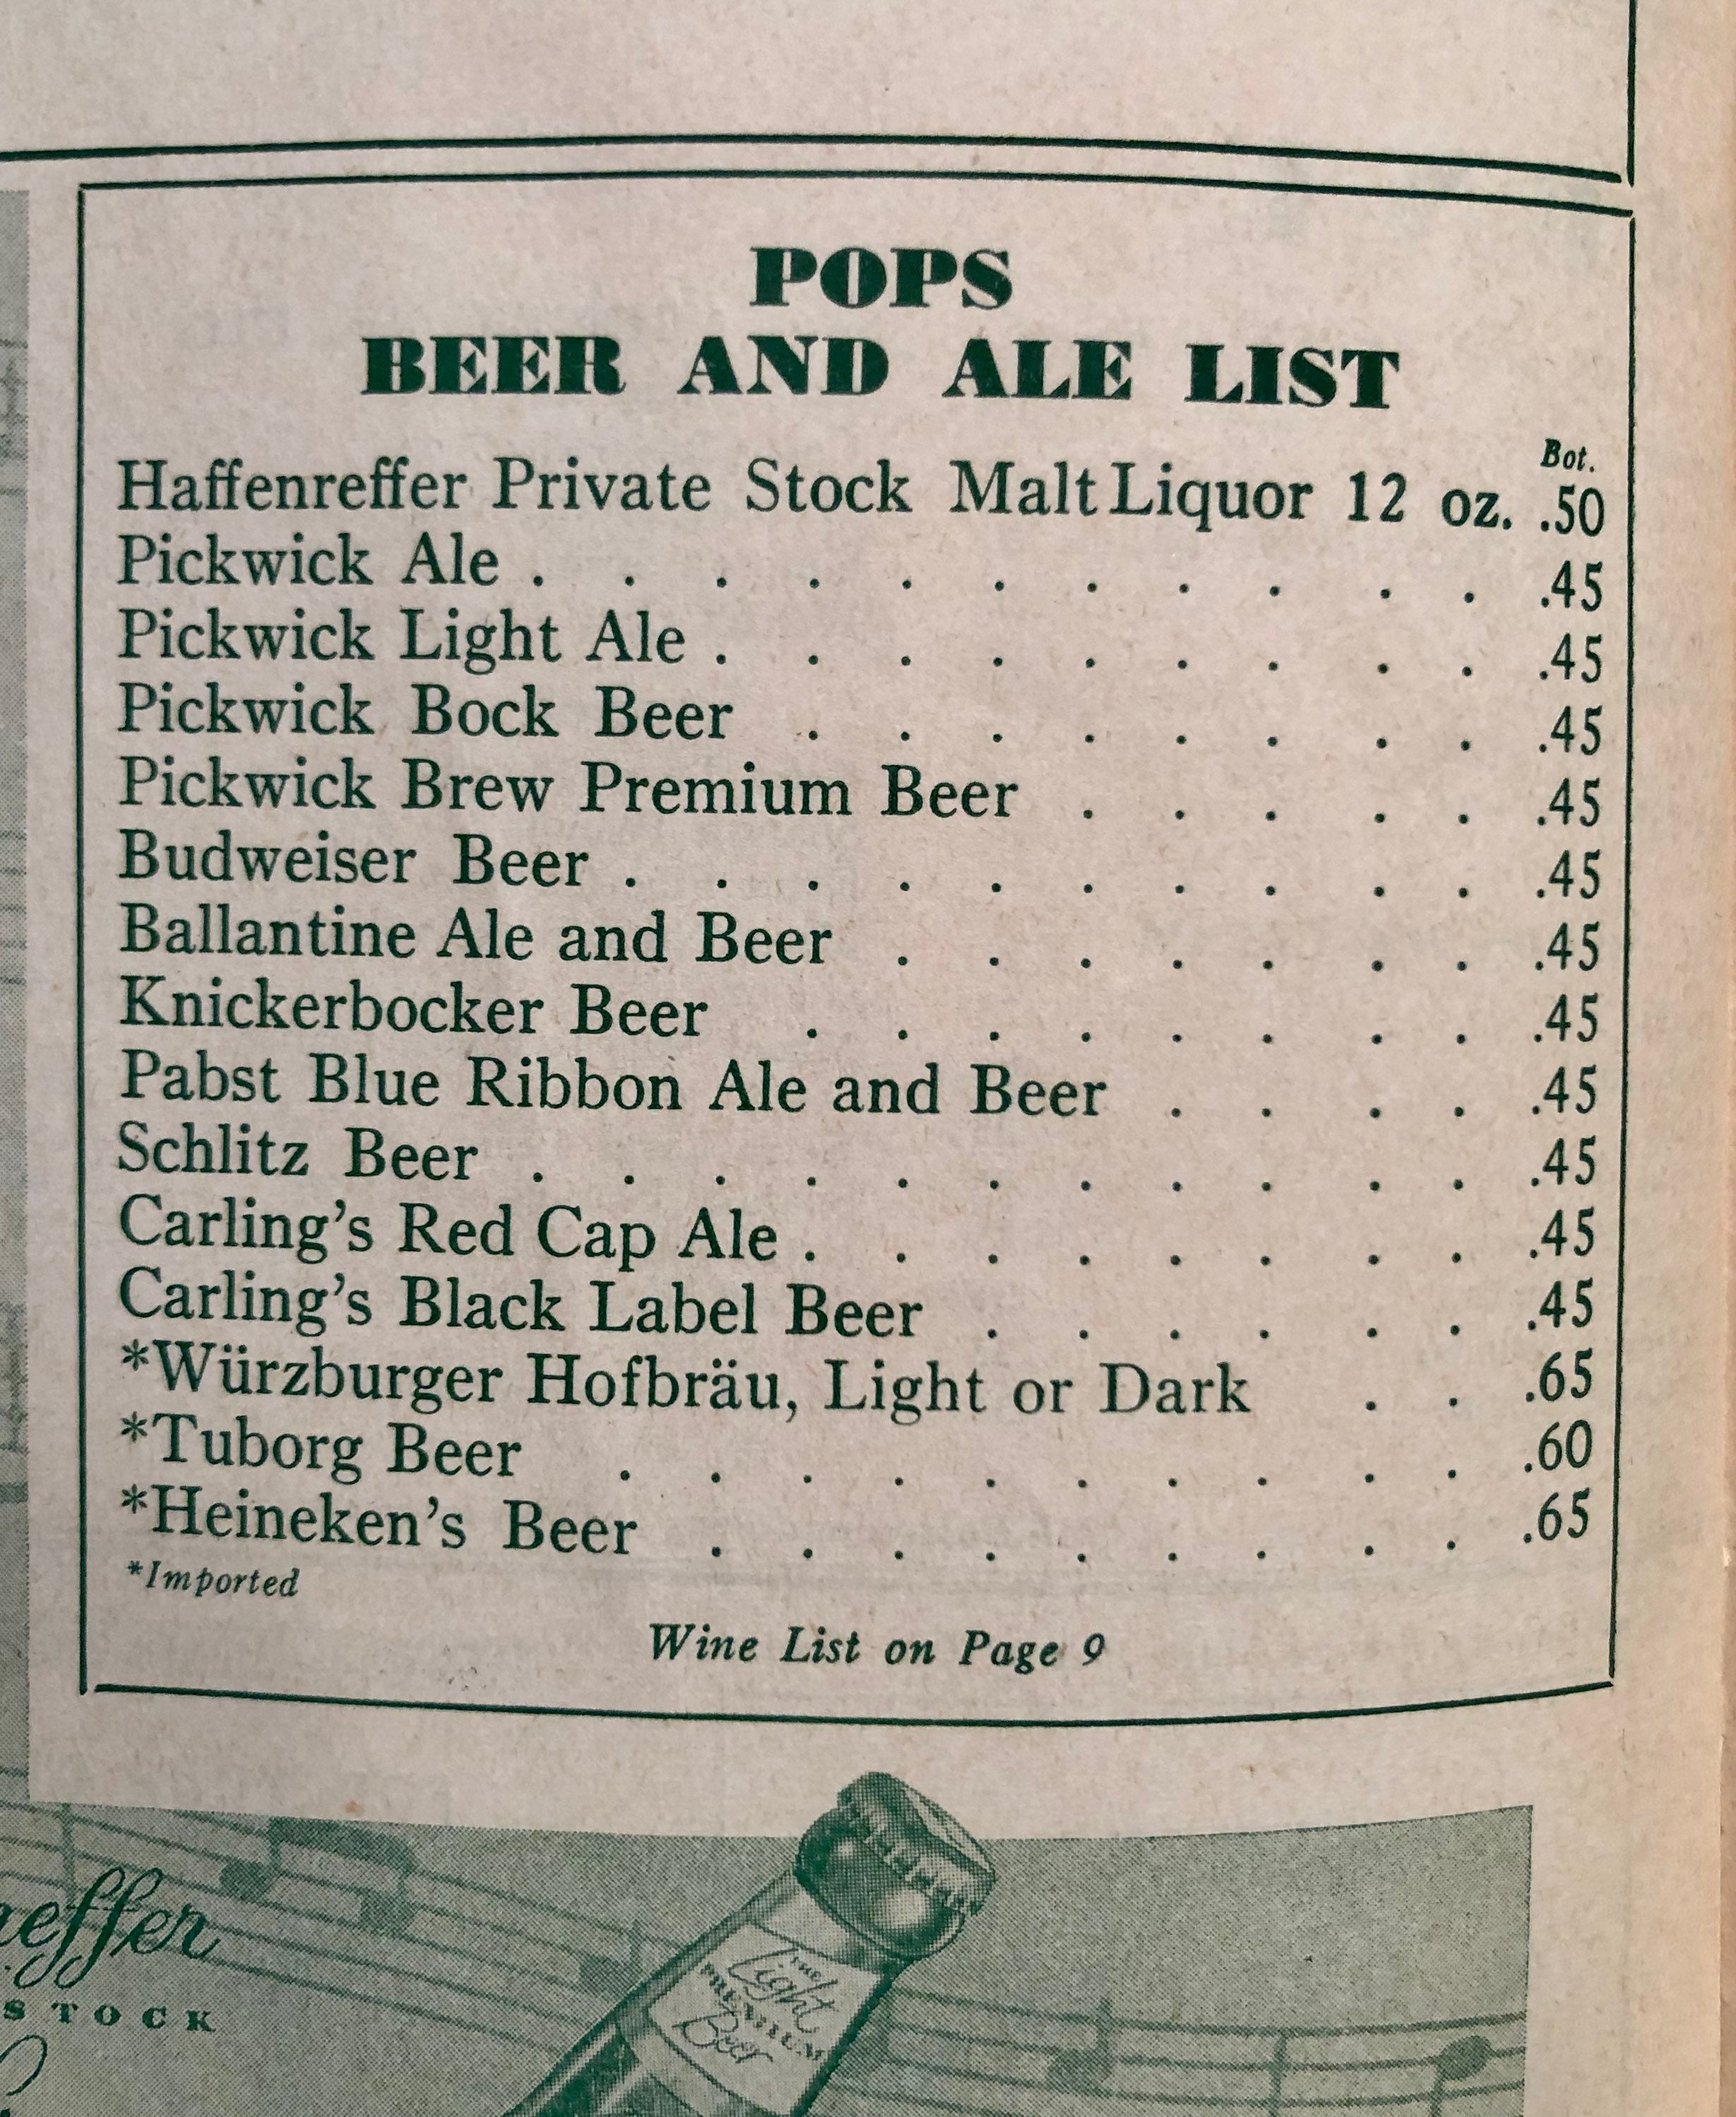 POPS
BEER AND ALE LIST
Bot.
Haffenreffer Private Stock Malt Liquor 12 oz. .50
Pickwick Ale . . . . . . . . . . . .45
Pickwick Light Ale . . . . . . . . . .45
Pickwick Bock Beer . . . . . . . . .45
Pickwick Brew Premium Beer . . . . . .45
Budweiser Beer . . . . . . . . . . .45
Ballantine Ale and Beer . . . . . . . .45
Knickerbocker Beer . . . . . . . . .45
Pabst Blue Ribbon Ale and Beer . . . . .45
Schlitz Beer . . . . . . . . . . . .45
Carling's Red Cap Ale . . . . . . . . .45
Carling's Black Label Beer . . . . . . .45
*Würzburger Hofbräu, Light or Dark . . .65
*Tuborg Beer . . . . . . . . . . .60
*Heineken's Beer . . . . . . . . . .65
*Imported
Wine List on Page 9
THE
Light
PREMIUM
Beer
STOCK